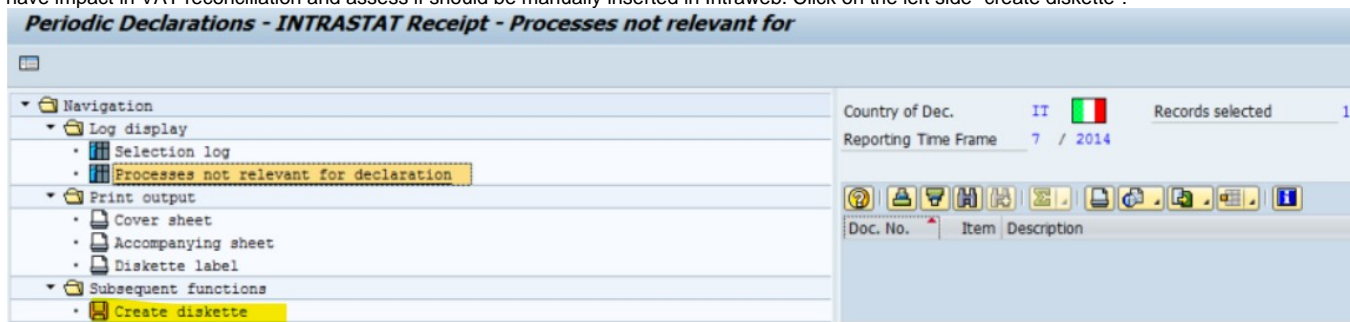 have impact in VAT reconciliation and assess if should be manually inserted in Intraweb. Click on the left side "create diskette".
Periodic Declarations - INTRASTAT Receipt - Processes not relevant for
Navigation
Log display
Selection log
Processes not relevant for declaration
Print output
Cover sheet
Accompanying sheet
Diskette label
Subsequent functions
Create diskette
Country of Dec. IT Records selected 1
Reporting Time Frame 7 / 2014
Doc. No. Item Description